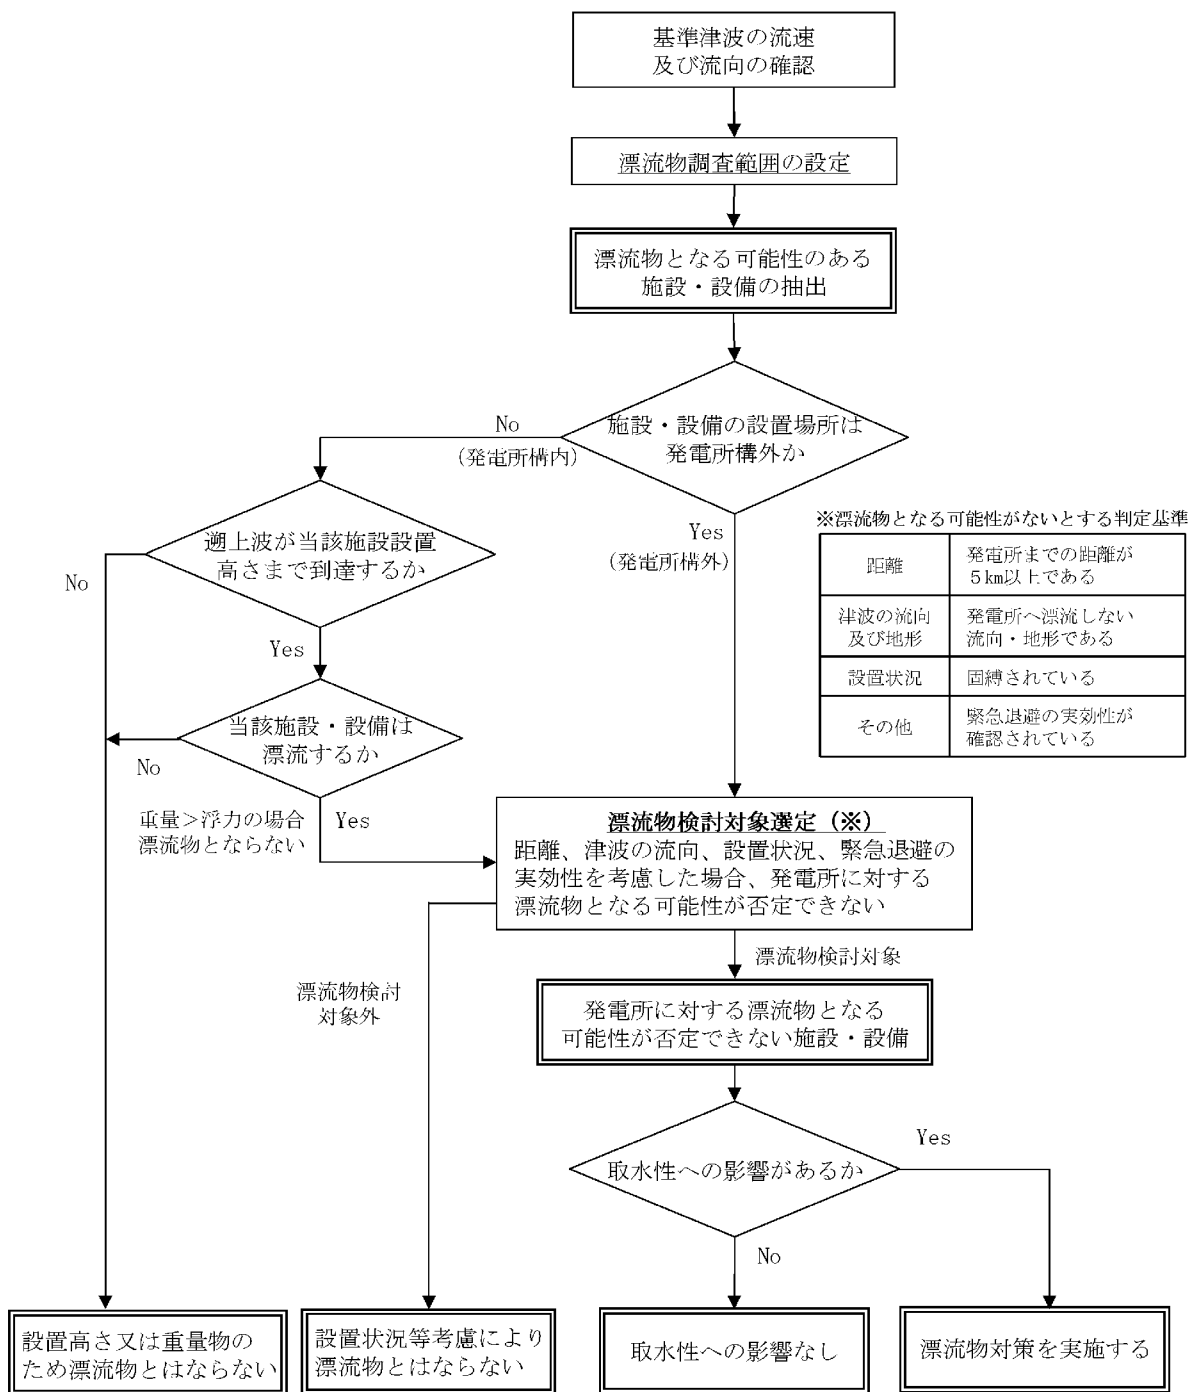 基準津波の流速
及び流向の確認
漂流物調査範囲の設定
漂流物となる可能性のある
施設・設備の抽出
施設・設備の設置場所は
発電所構外か
No
(発電所構内)
Yes
(発電所構外)
遡上波が当該施設設置
高さまで到達するか
No
Yes
当該施設・設備は
漂流するか
No
重量＞浮力の場合
漂流物とならない
Yes
※漂流物となる可能性がないとする判定基準
距離
発電所までの距離が
5㎞以上である
津波の流向
及び地形
発電所へ漂流しない
流向・地形である
設置状況
固縛されている
その他
緊急退避の実効性が
確認されている
漂流物検討対象選定（※）
距離、津波の流向、設置状況、緊急退避の
実効性を考慮した場合、発電所に対する
漂流物となる可能性が否定できない
漂流物検討対象
漂流物検討
対象外
発電所に対する漂流物となる
可能性が否定できない施設・設備
取水性への影響があるか
Yes
No
設置高さ又は重量物の
ため漂流物とはならない
設置状況等考慮により
漂流物とはならない
取水性への影響なし
漂流物対策を実施する